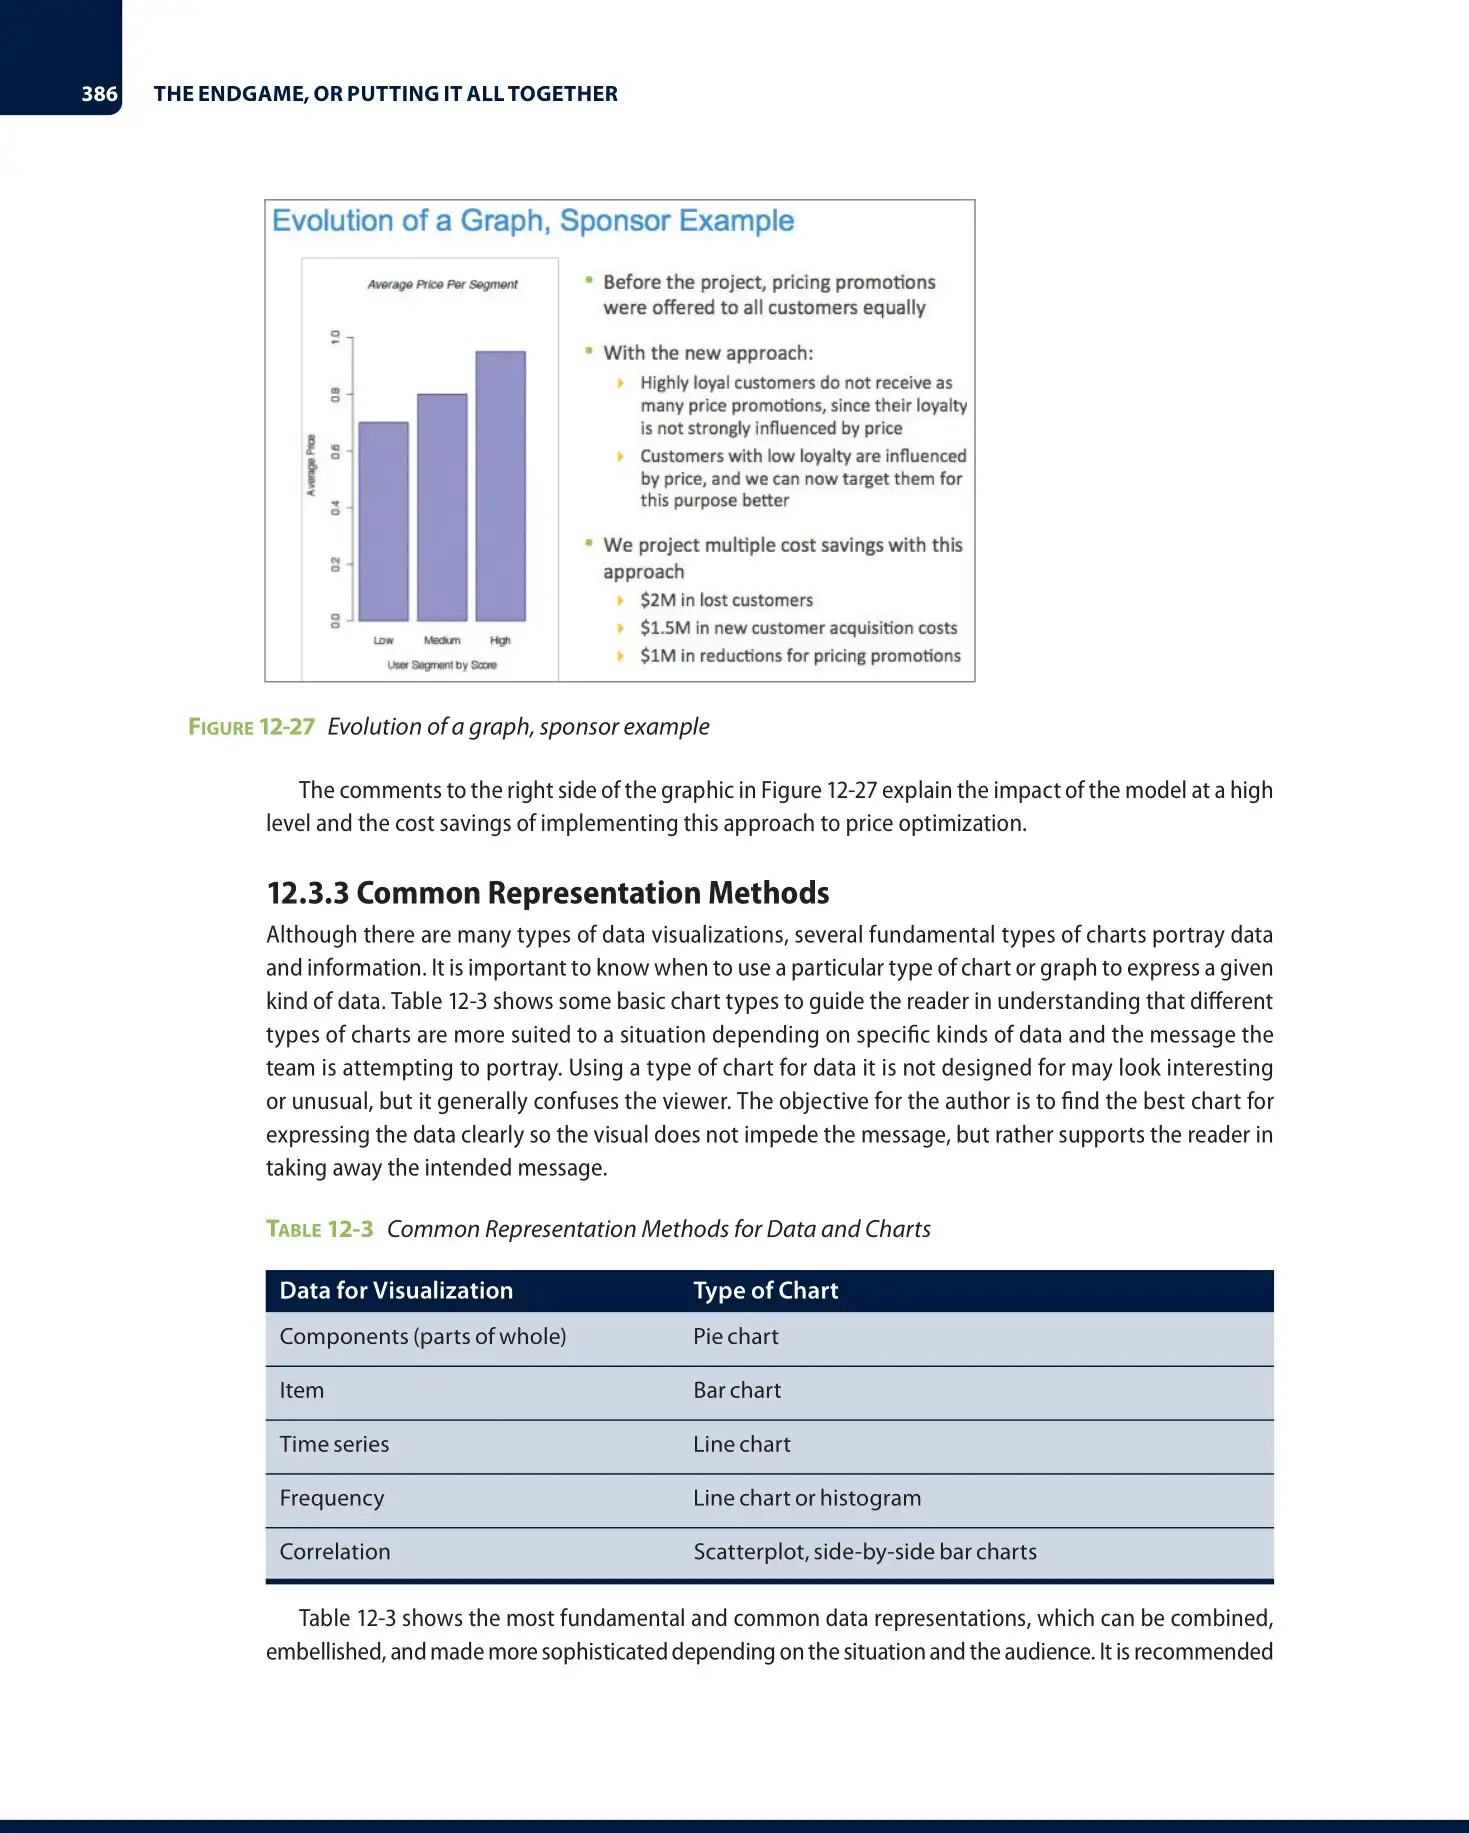 386
THE ENDGAME, OR PUTTING IT ALL TOGETHER
Evolution of a Graph, Sponsor Example
Average Price Per Segment
Average Price
0.0
0.2
0.4
0.6
0.8
1.0
Low
Medium
High
User Segment by Score
• Before the project, pricing promotions
were offered to all customers equally
• With the new approach:
Highly loyal customers do not receive as
many price promotions, since their loyalty
is not strongly influenced by price
Customers with low loyalty are influenced
by price, and we can now target them for
this purpose better
• We project multiple cost savings with this
approach
$2M in lost customers
$1.5M in new customer acquisition costs
$1M in reductions for pricing promotions
FIGURE 12-27 Evolution of a graph, sponsor example
The comments to the right side of the graphic in Figure 12-27 explain the impact of the model at a high
level and the cost savings of implementing this approach to price optimization.
12.3.3 Common Representation Methods
Although there are many types of data visualizations, several fundamental types of charts portray data
and information. It is important to know when to use a particular type of chart or graph to express a given
kind of data. Table 12-3 shows some basic chart types to guide the reader in understanding that different
types of charts are more suited to a situation depending on specific kinds of data and the message the
team is attempting to portray. Using a type of chart for data it is not designed for may look interesting
or unusual, but it generally confuses the viewer. The objective for the author is to find the best chart for
expressing the data clearly so the visual does not impede the message, but rather supports the reader in
taking away the intended message.
TABLE 12-3 Common Representation Methods for Data and Charts
Data for Visualization Type of Chart
Components (parts of whole) Pie chart
Item Bar chart
Time series Line chart
Frequency Line chart or histogram
Correlation Scatterplot, side-by-side bar charts
Table 12-3 shows the most fundamental and common data representations, which can be combined,
embellished, and made more sophisticated depending on the situation and the audience. It is recommended